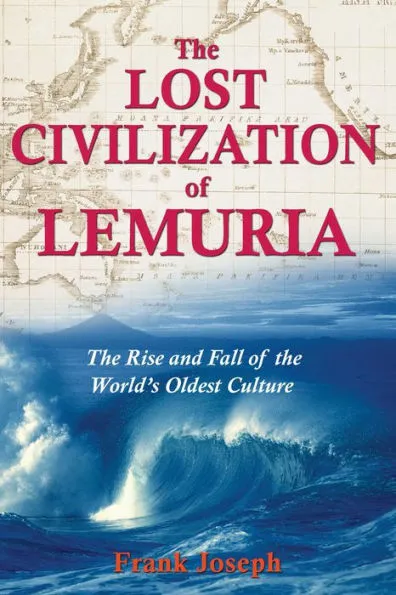 The
LOST
CIVILIZATION
of
LEMURIA
The Rise and Fall of the
World's Oldest Culture
Frank Joseph